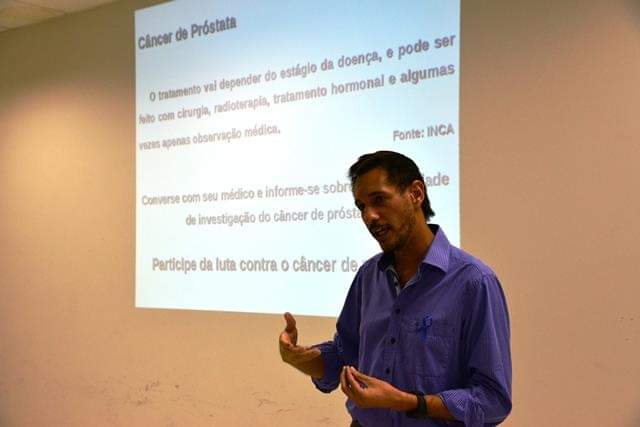 Câncer de Próstata
O tratamento vai depender do estágio da doença, e pode ser
feito com cirurgia, radioterapia, tratamento hormonal e algumas
vezes apenas observação médica.
Fonte: INCA
Converse com seu médico e informe-se sobre
de investigação do câncer de
Participe da luta contra o câncer de